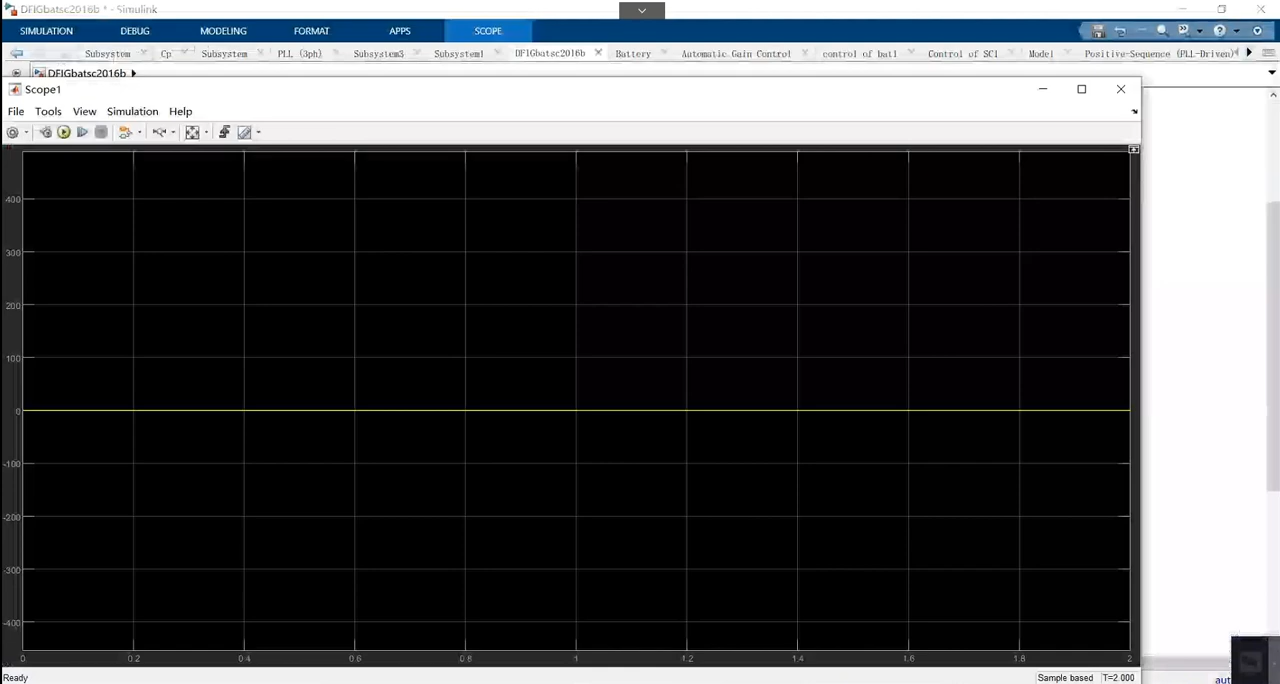 DFIGbatsc2016b * - Simulink
SIMULATION DEBUG MODELING FORMAT APPS SCOPE
Subsystem Cp Subsystem PLL (3ph) Subsystem3 Subsystem1 DFIGbatsc2016b Battery Automatic Gain Control control of bat1 Control of SC1 Model Positive-Sequence (PLL-Driven)
DFIGbatsc2016b
Scope1
File Tools View Simulation Help
400
300
200
100
0
-100
-200
-300
-400
0 0.2 0.4 0.6 0.8 1 1.2 1.4 1.6 1.8 2
Ready Sample based T=2.000